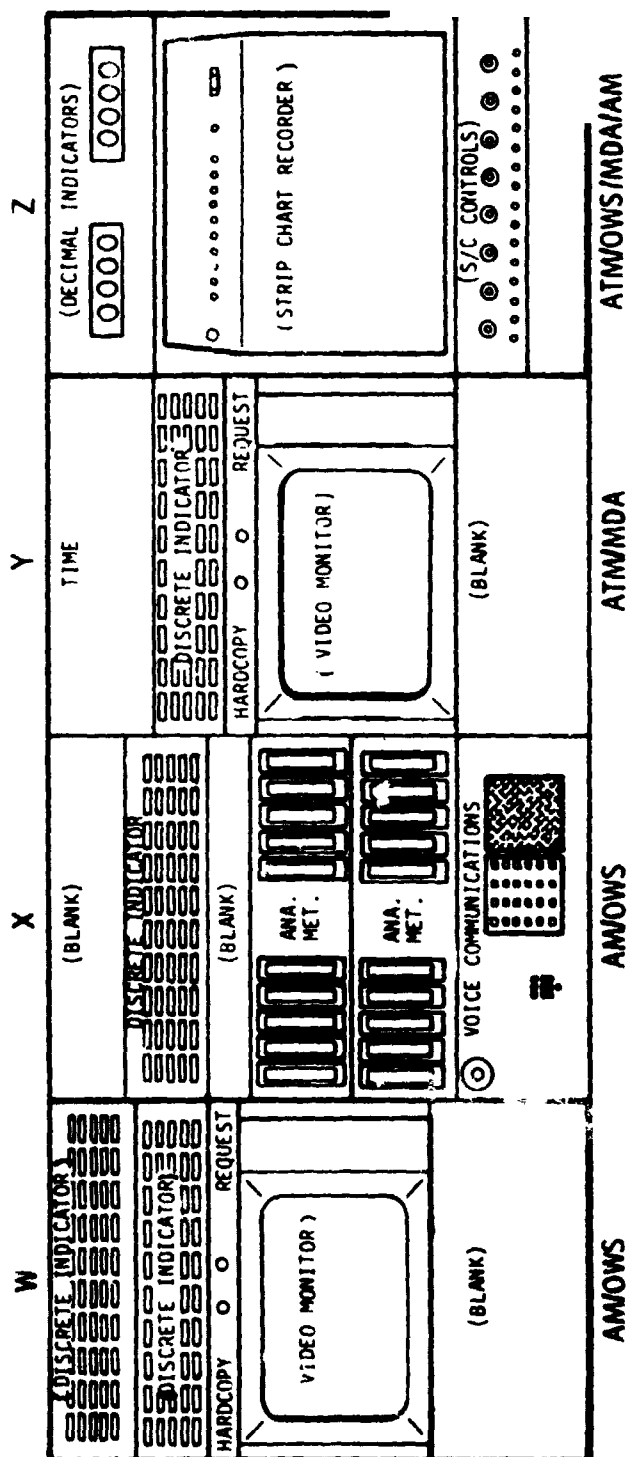 W
(DISCRETE INDICATOR)
(DISCRETE INDICATOR)
HARDCOPY REQUEST
VIDEO MONITOR)
(BLANK)
AM/OWS
X
(BLANK)
DISCRETE INDICATOR
(BLANK)
ANA.
MET.
ANA.
MET.
VOICE COMMUNICATIONS
AM/OWS
Y
TIME
DISCRETE INDICATOR
HARDCOPY REQUEST
(VIDEO MONITOR)
(BLANK)
ATM/MDA
Z
(DECIMAL INDICATORS)
(STRIP CHART RECORDER)
(S/C CONTROLS)
ATM/OWS/MDA/AM